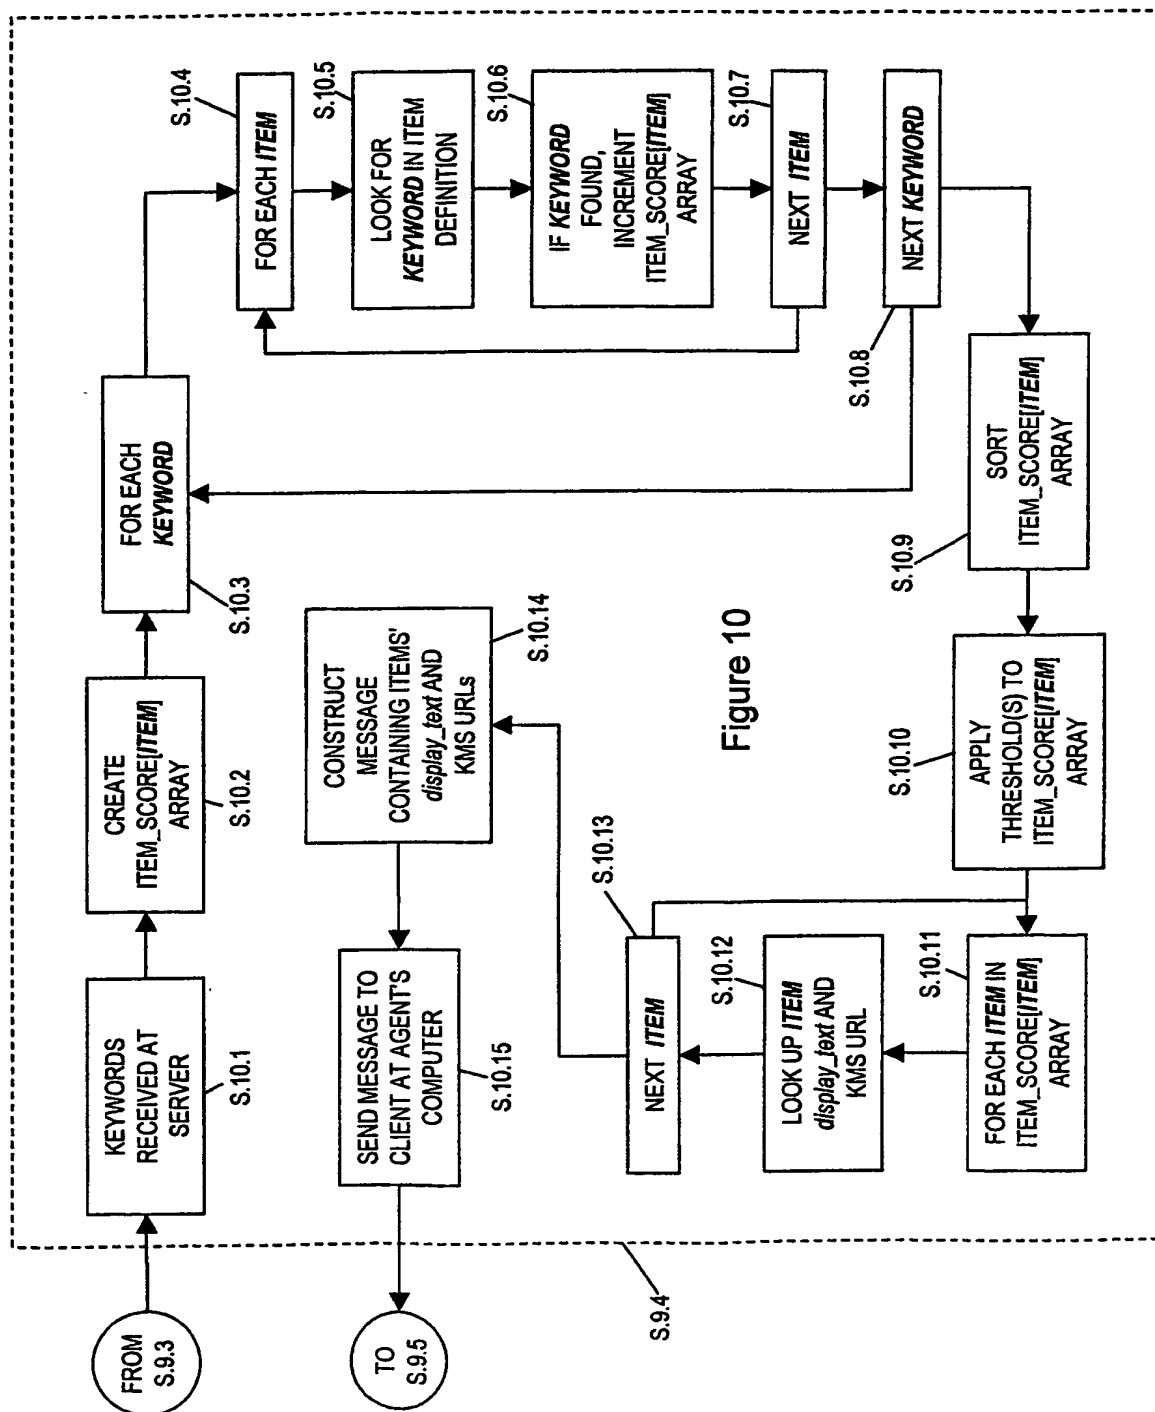 FROM
S.9.3
KEYWORDS
RECEIVED AT
SERVER
S.10.1
CREATE
ITEM_SCORE[ITEM]
ARRAY
S.10.2
FOR EACH
KEYWORD
S.10.3
FOR EACH ITEM
S.10.4
LOOK FOR
KEYWORD IN ITEM
DEFINITION
S.10.5
IF KEYWORD
FOUND,
INCREMENT
ITEM_SCORE[ITEM]
ARRAY
S.10.6
NEXT ITEM
S.10.7
NEXT KEYWORD
S.10.8
SORT
ITEM_SCORE[ITEM]
ARRAY
S.10.9
APPLY
THRESHOLD(S) TO
ITEM_SCORE[ITEM]
ARRAY
S.10.10
FOR EACH ITEM IN
ITEM_SCORE[ITEM]
ARRAY
S.10.11
LOOK UP ITEM
display_text AND
KMS URL
S.10.12
NEXT ITEM
S.10.13
CONSTRUCT
MESSAGE
CONTAINING ITEMS'
display_text AND
KMS URLs
S.10.14
SEND MESSAGE TO
CLIENT AT AGENT'S
COMPUTER
S.10.15
TO
S.9.5
S.9.4
Figure 10